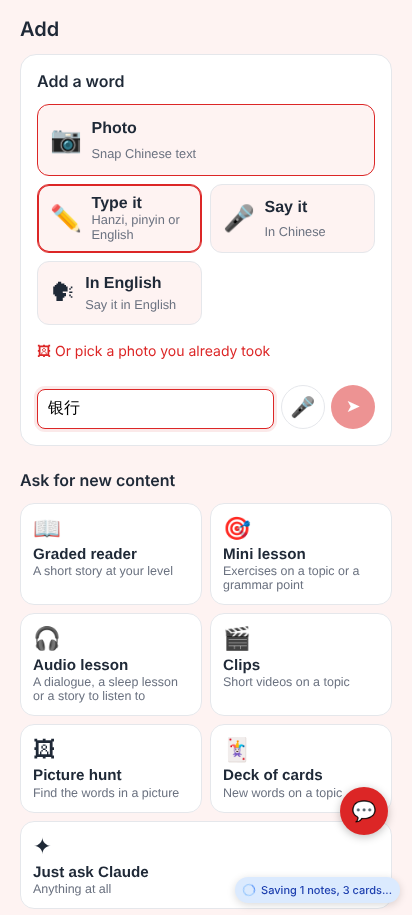 Add
Add a word
Photo
Snap Chinese text
Type it
Hanzi, pinyin or
English
Say it
In Chinese
In English
Say it in English
Or pick a photo you already took
银行
Ask for new content
Graded reader
A short story at your level
Mini lesson
Exercises on a topic or a
grammar point
Audio lesson
A dialogue, a sleep lesson
or a story to listen to
Clips
Short videos on a topic
Picture hunt
Find the words in a picture
Deck of cards
New words on a topic
Just ask Claude
Anything at all
Saving 1 notes, 3 cards...